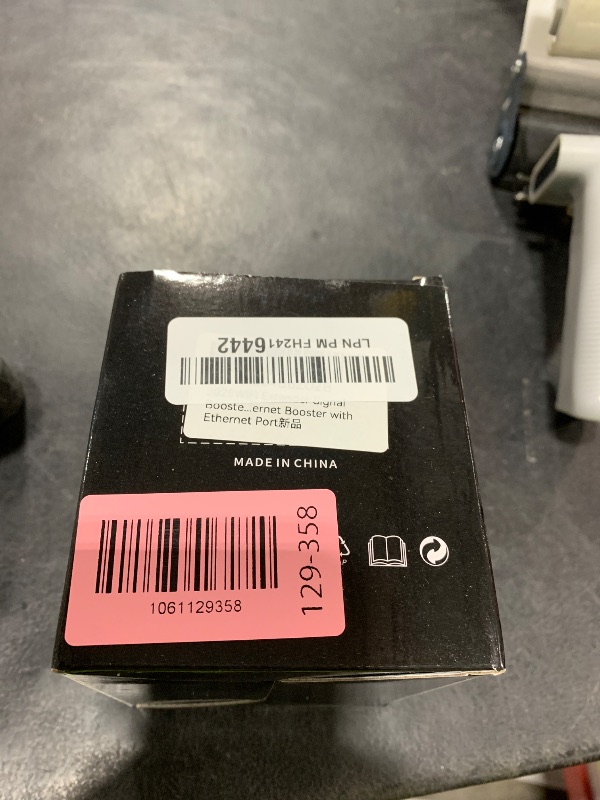 LPN PM FH2416442
Signal
Booste...ernet Booster with
Ethernet Port新品
MADE IN CHINA
129-358
1061129358